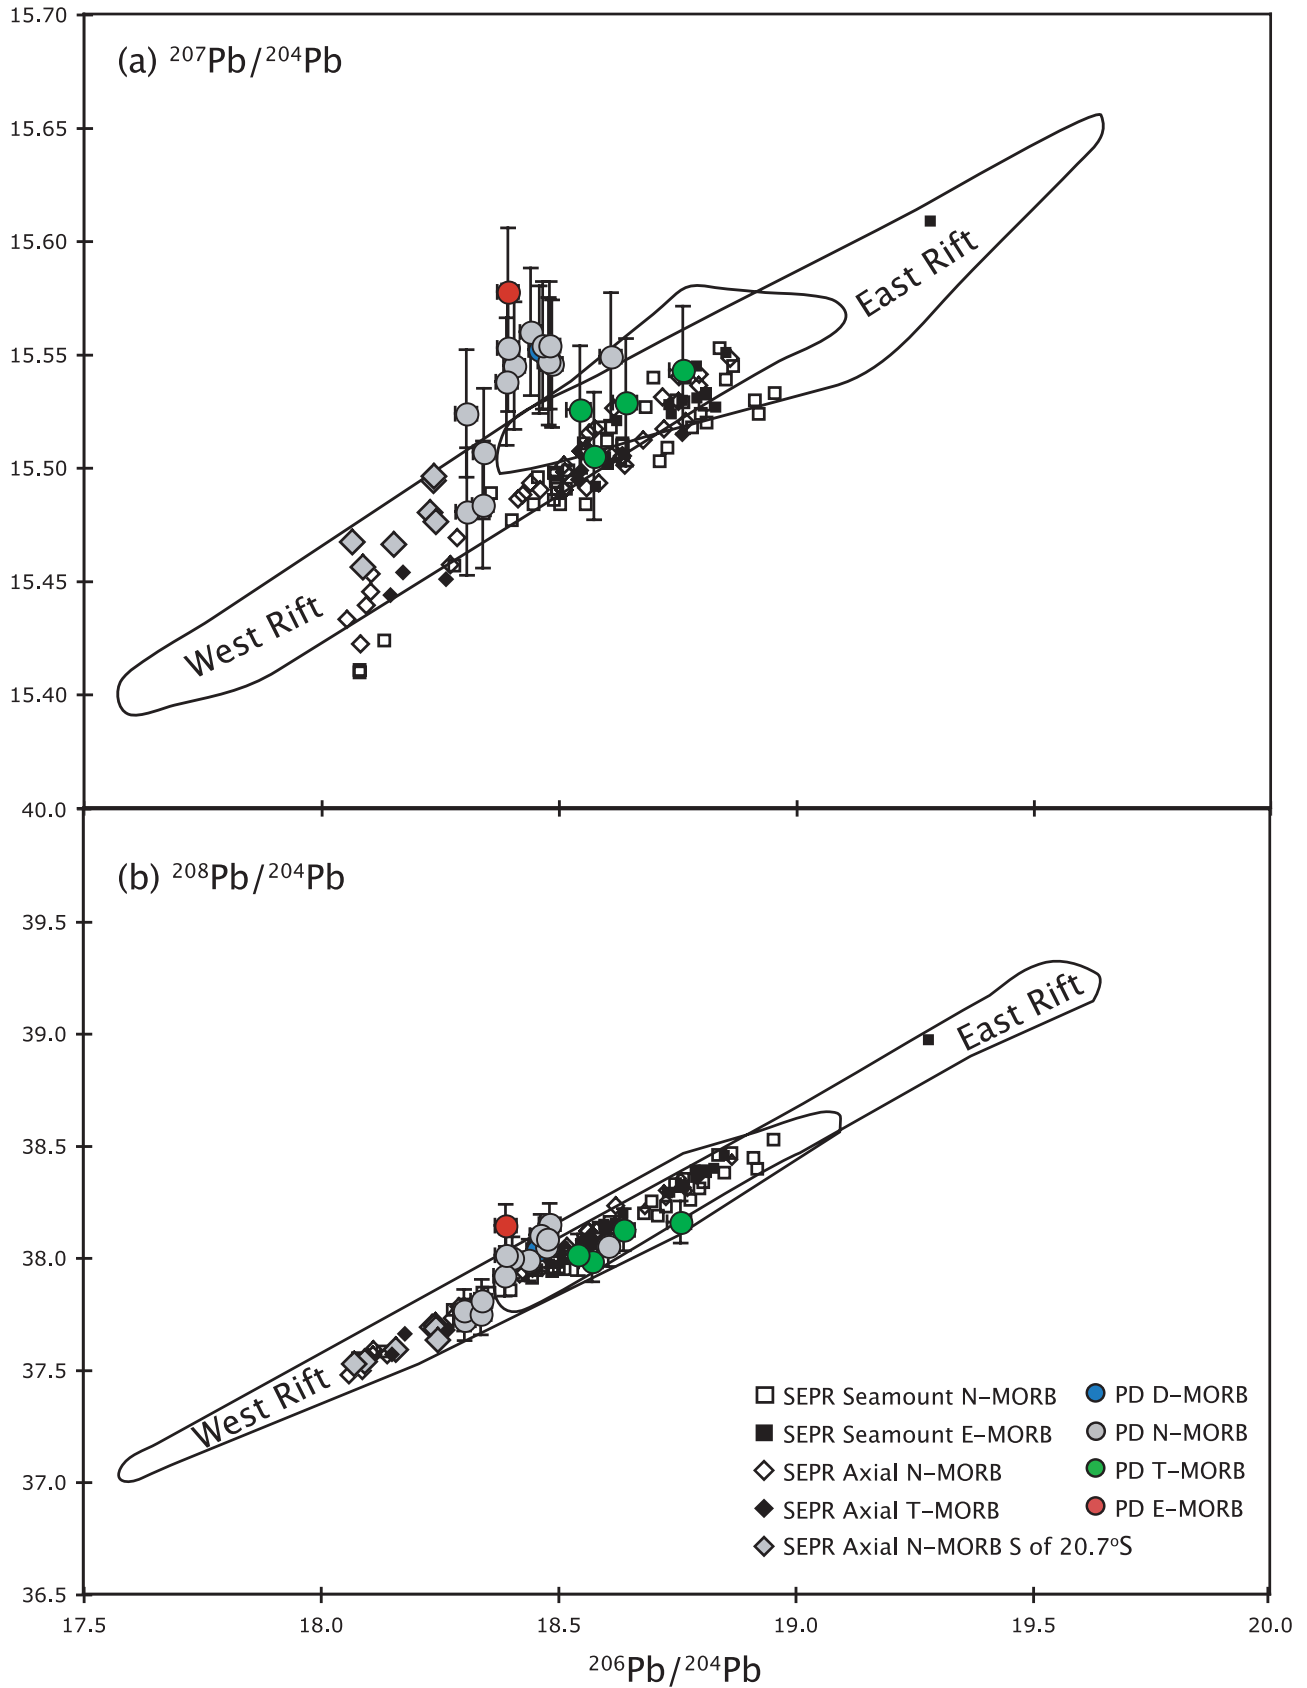 15.70
(a) ²⁰⁷Pb/²⁰⁴Pb
15.65
15.60
East Rift
15.55
15.50
15.45
West Rift
15.40
40.0
(b) ²⁰⁸Pb/²⁰⁴Pb
39.5
39.0
East Rift
38.5
38.0
37.5
West Rift
37.0
36.5
SEPR Seamount N-MORB
SEPR Seamount E-MORB
SEPR Axial N-MORB
SEPR Axial T-MORB
SEPR Axial N-MORB S of 20.7ºS
PD D-MORB
PD N-MORB
PD T-MORB
PD E-MORB
17.5 18.0 18.5 19.0 19.5 20.0
²⁰⁶Pb/²⁰⁴Pb